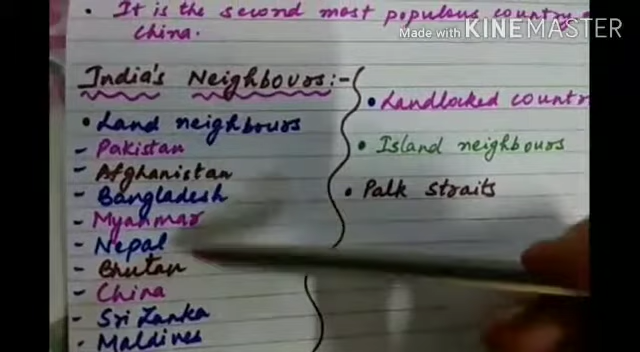 • It is the second most populous country
China.
Made with KINEMASTER
India's Neighbours:-
• Land neighbours
- Pakistan
- Afghanistan
- Bangladesh
- Myanmar
- Nepal
- Bhutan
- China
- Sri Lanka
- Maldives
• Landlocked countr
• Island neighbours
• Palk Straits